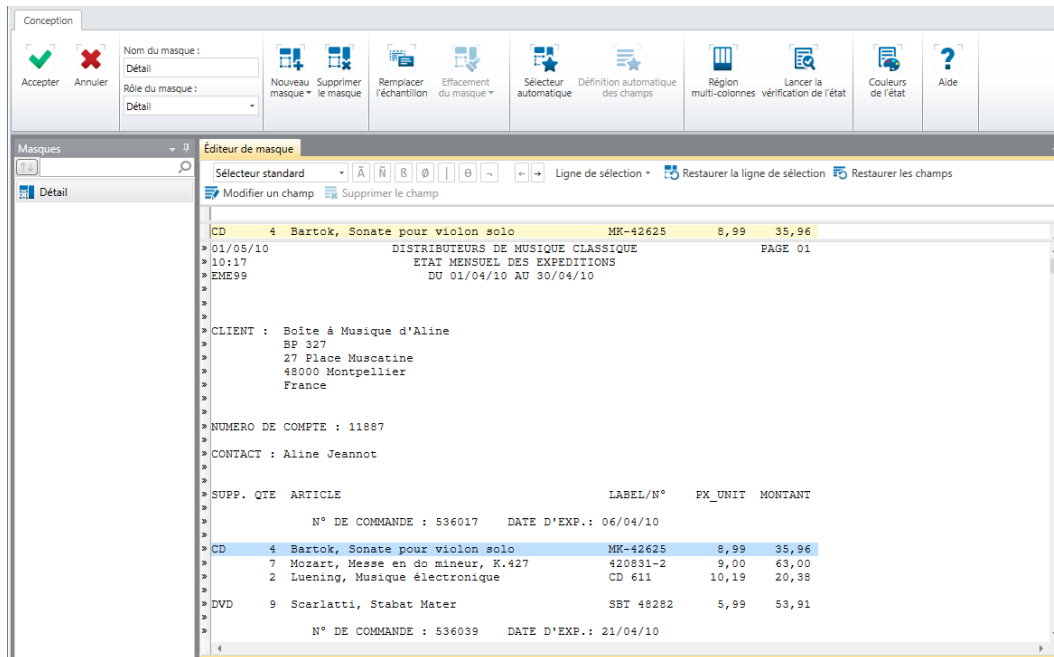 Conception
Accepter
Annuler
Nom du masque :
Détail
Rôle du masque :
Détail
Nouveau masque
Supprimer le masque
Remplacer l'échantillon
Effacement du masque
Sélecteur automatique
Définition automatique des champs
Région multi-colonnes
Lancer la vérification de l'état
Couleurs de l'état
Aide
Masques
Détail
Éditeur de masque
Sélecteur standard Ã Ñ ß Ø | θ ¬ ← → Ligne de sélection Restaurer la ligne de sélection Restaurer les champs
Modifier un champ Supprimer le champ
CD 4 Bartok, Sonate pour violon solo MK-42625 8,99 35,96
» 01/05/10 DISTRIBUTEURS DE MUSIQUE CLASSIQUE PAGE 01
» 10:17 ETAT MENSUEL DES EXPEDITIONS
» EME99 DU 01/04/10 AU 30/04/10
»
»
»
» CLIENT : Boîte à Musique d'Aline
» BP 327
» 27 Place Muscatine
» 48000 Montpellier
» France
»
»
» NUMERO DE COMPTE : 11887
»
» CONTACT : Aline Jeannot
»
»
» SUPP. QTE ARTICLE LABEL/N° PX_UNIT MONTANT
»
» N° DE COMMANDE : 536017 DATE D'EXP.: 06/04/10
»
» CD 4 Bartok, Sonate pour violon solo MK-42625 8,99 35,96
» 7 Mozart, Messe en do mineur, K.427 420831-2 9,00 63,00
» 2 Luening, Musique électronique CD 611 10,19 20,38
»
» DVD 9 Scarlatti, Stabat Mater SBT 48282 5,99 53,91
»
» N° DE COMMANDE : 536039 DATE D'EXP.: 21/04/10